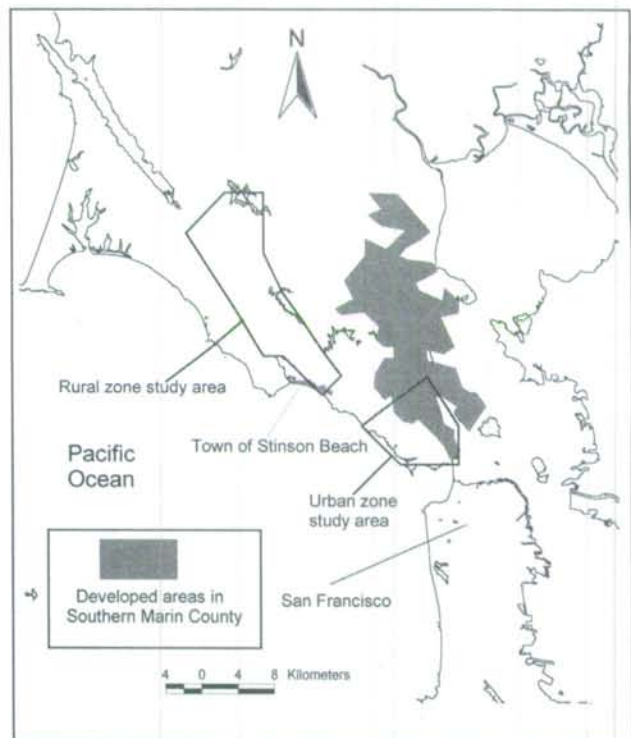 N
Rural zone study area
Town of Stinson Beach
Pacific
Ocean
Urban zone
study area
Developed areas in
Southern Marin County
San Francisco
4 0 4 8 Kilometers